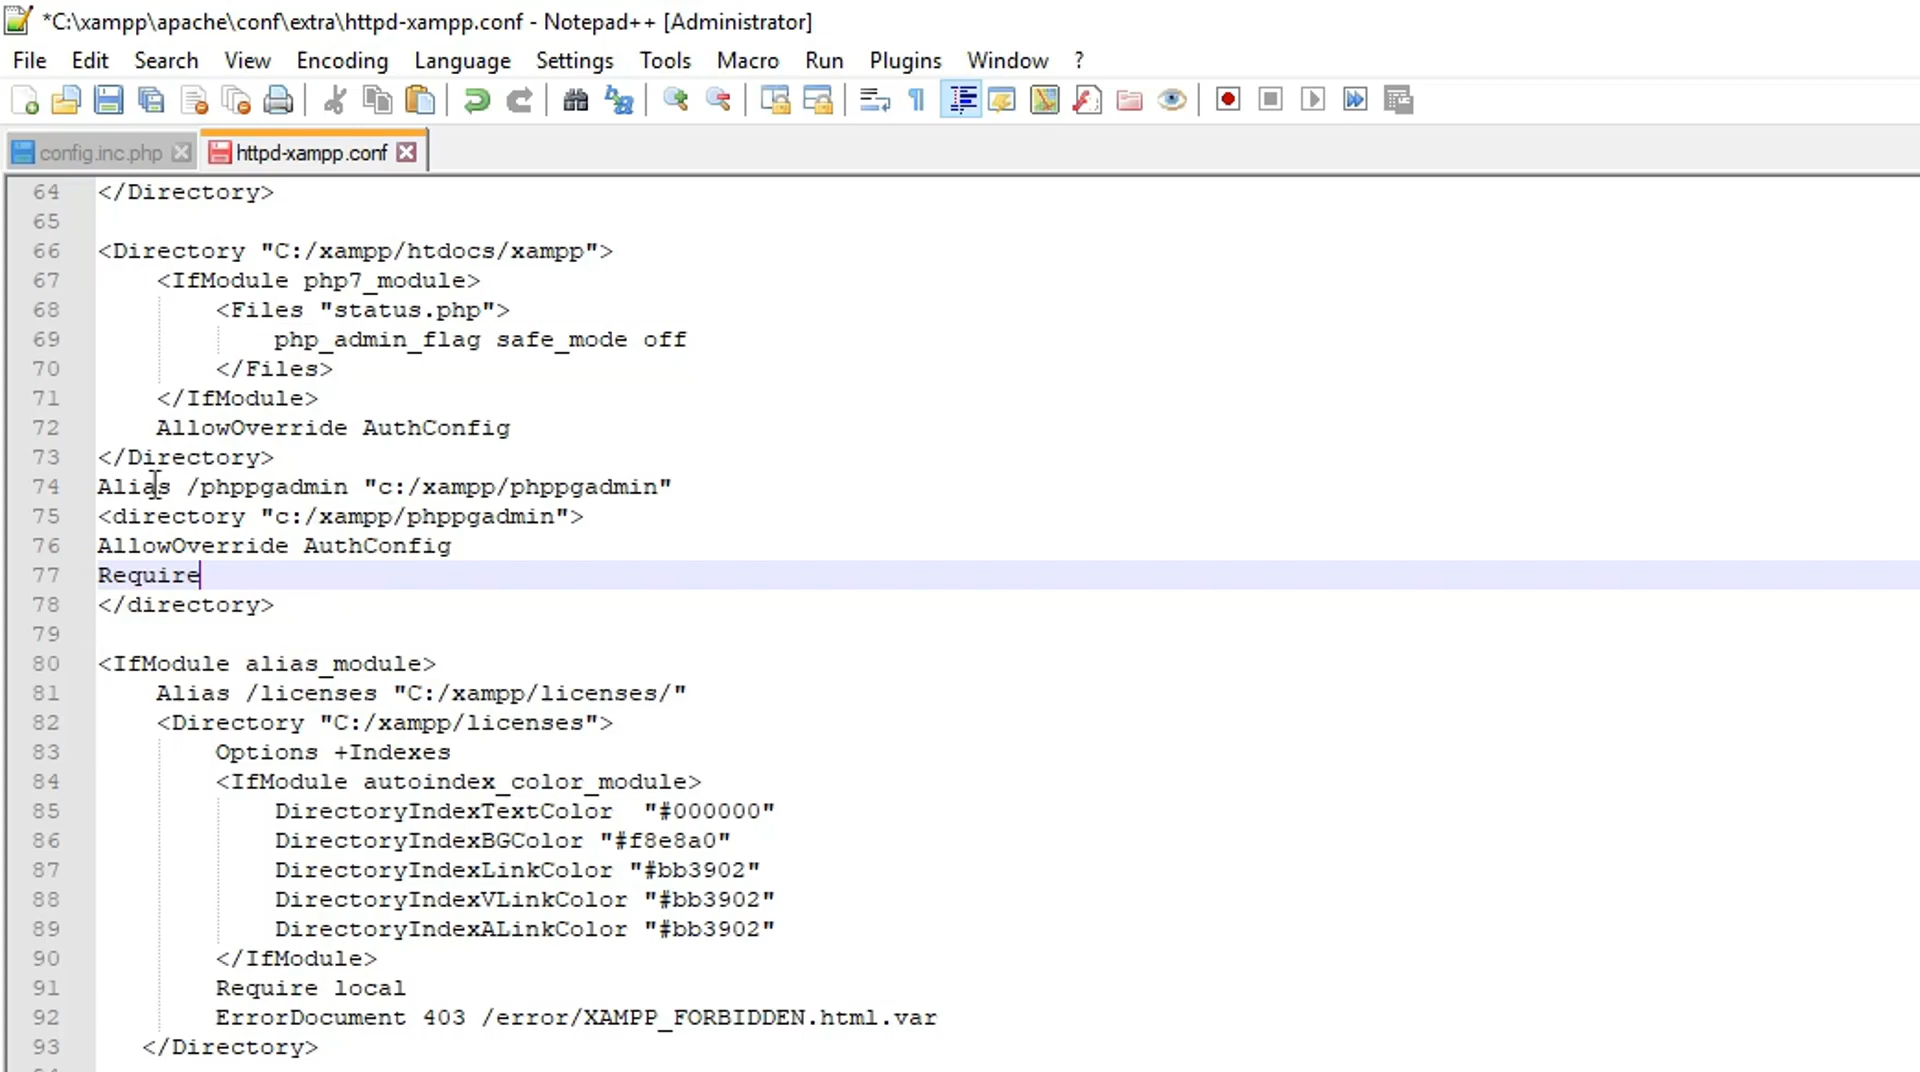 *C:\xampp\apache\conf\extra\httpd-xampp.conf - Notepad++ [Administrator]
File Edit Search View Encoding Language Settings Tools Macro Run Plugins Window ?
config.inc.php httpd-xampp.conf
64 </Directory>
65
66 <Directory "C:/xampp/htdocs/xampp">
67 <IfModule php7_module>
68 <Files "status.php">
69 php_admin_flag safe_mode off
70 </Files>
71 </IfModule>
72 AllowOverride AuthConfig
73 </Directory>
74 Alias /phppgadmin "c:/xampp/phppgadmin"
75 <directory "c:/xampp/phppgadmin">
76 AllowOverride AuthConfig
77 Require
78 </directory>
79
80 <IfModule alias_module>
81 Alias /licenses "C:/xampp/licenses/"
82 <Directory "C:/xampp/licenses">
83 Options +Indexes
84 <IfModule autoindex_color_module>
85 DirectoryIndexTextColor  "#000000"
86 DirectoryIndexBGColor "#f8e8a0"
87 DirectoryIndexLinkColor "#bb3902"
88 DirectoryIndexVLinkColor "#bb3902"
89 DirectoryIndexALinkColor "#bb3902"
90 </IfModule>
91 Require local
92 ErrorDocument 403 /error/XAMPP_FORBIDDEN.html.var
93 </Directory>